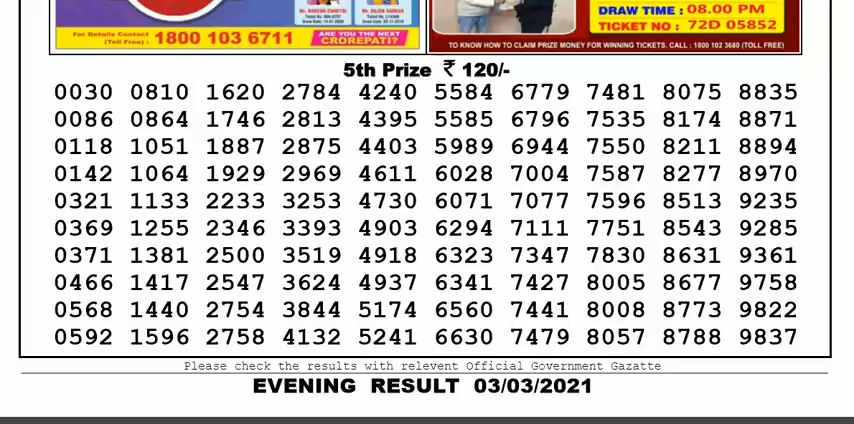 Mr. RAMESH CHHETRI
Mr. JULHA SARKAR
DRAW TIME : 08.00 PM
TICKET NO : 72D 05852
For Details Contact
(Toll Free) : 1800 103 6711
ARE YOU THE NEXT
CROREPATI?
TO KNOW HOW TO CLAIM PRIZE MONEY FOR WINNING TICKETS. CALL : 1800 102 3680 (TOLL FREE)
5th Prize ₹ 120/-
0030 0810 1620 2784 4240 5584 6779 7481 8075 8835
0086 0864 1746 2813 4395 5585 6796 7535 8174 8871
0118 1051 1887 2875 4403 5989 6944 7550 8211 8894
0142 1064 1929 2969 4611 6028 7004 7587 8277 8970
0321 1133 2233 3253 4730 6071 7077 7596 8513 9235
0369 1255 2346 3393 4903 6294 7111 7751 8543 9285
0371 1381 2500 3519 4918 6323 7347 7830 8631 9361
0466 1417 2547 3624 4937 6341 7427 8005 8677 9758
0568 1440 2754 3844 5174 6560 7441 8008 8773 9822
0592 1596 2758 4132 5241 6630 7479 8057 8788 9837
Please check the results with relevent Official Government Gazatte
EVENING RESULT 03/03/2021